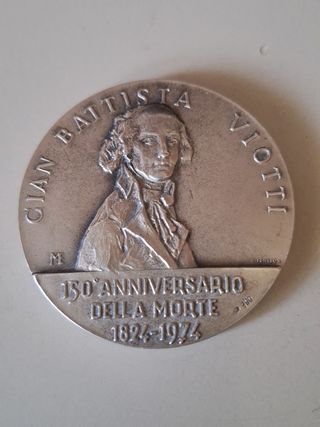 GIAN BATTISTA VIOTTI
150° ANNIVERSARIO
DELLA MORTE
1824-1974